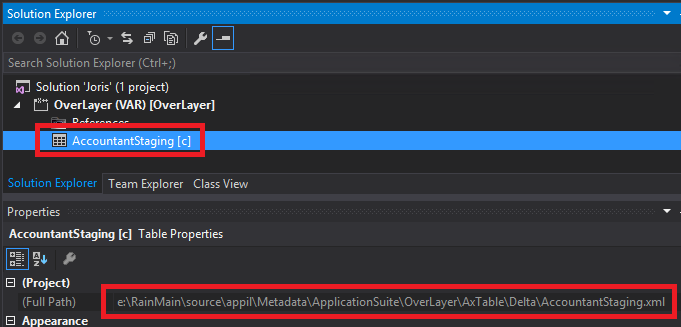 Solution Explorer
Search Solution Explorer (Ctrl+;)
Solution 'Joris' (1 project)
OverLayer (VAR) [OverLayer]
References
AccountantStaging [c]
Solution Explorer Team Explorer Class View
Properties
AccountantStaging [c] Table Properties
(Project)
(Full Path) e:\RainMain\source\appil\Metadata\ApplicationSuite\OverLayer\AxTable\Delta\AccountantStaging.xml
Appearance